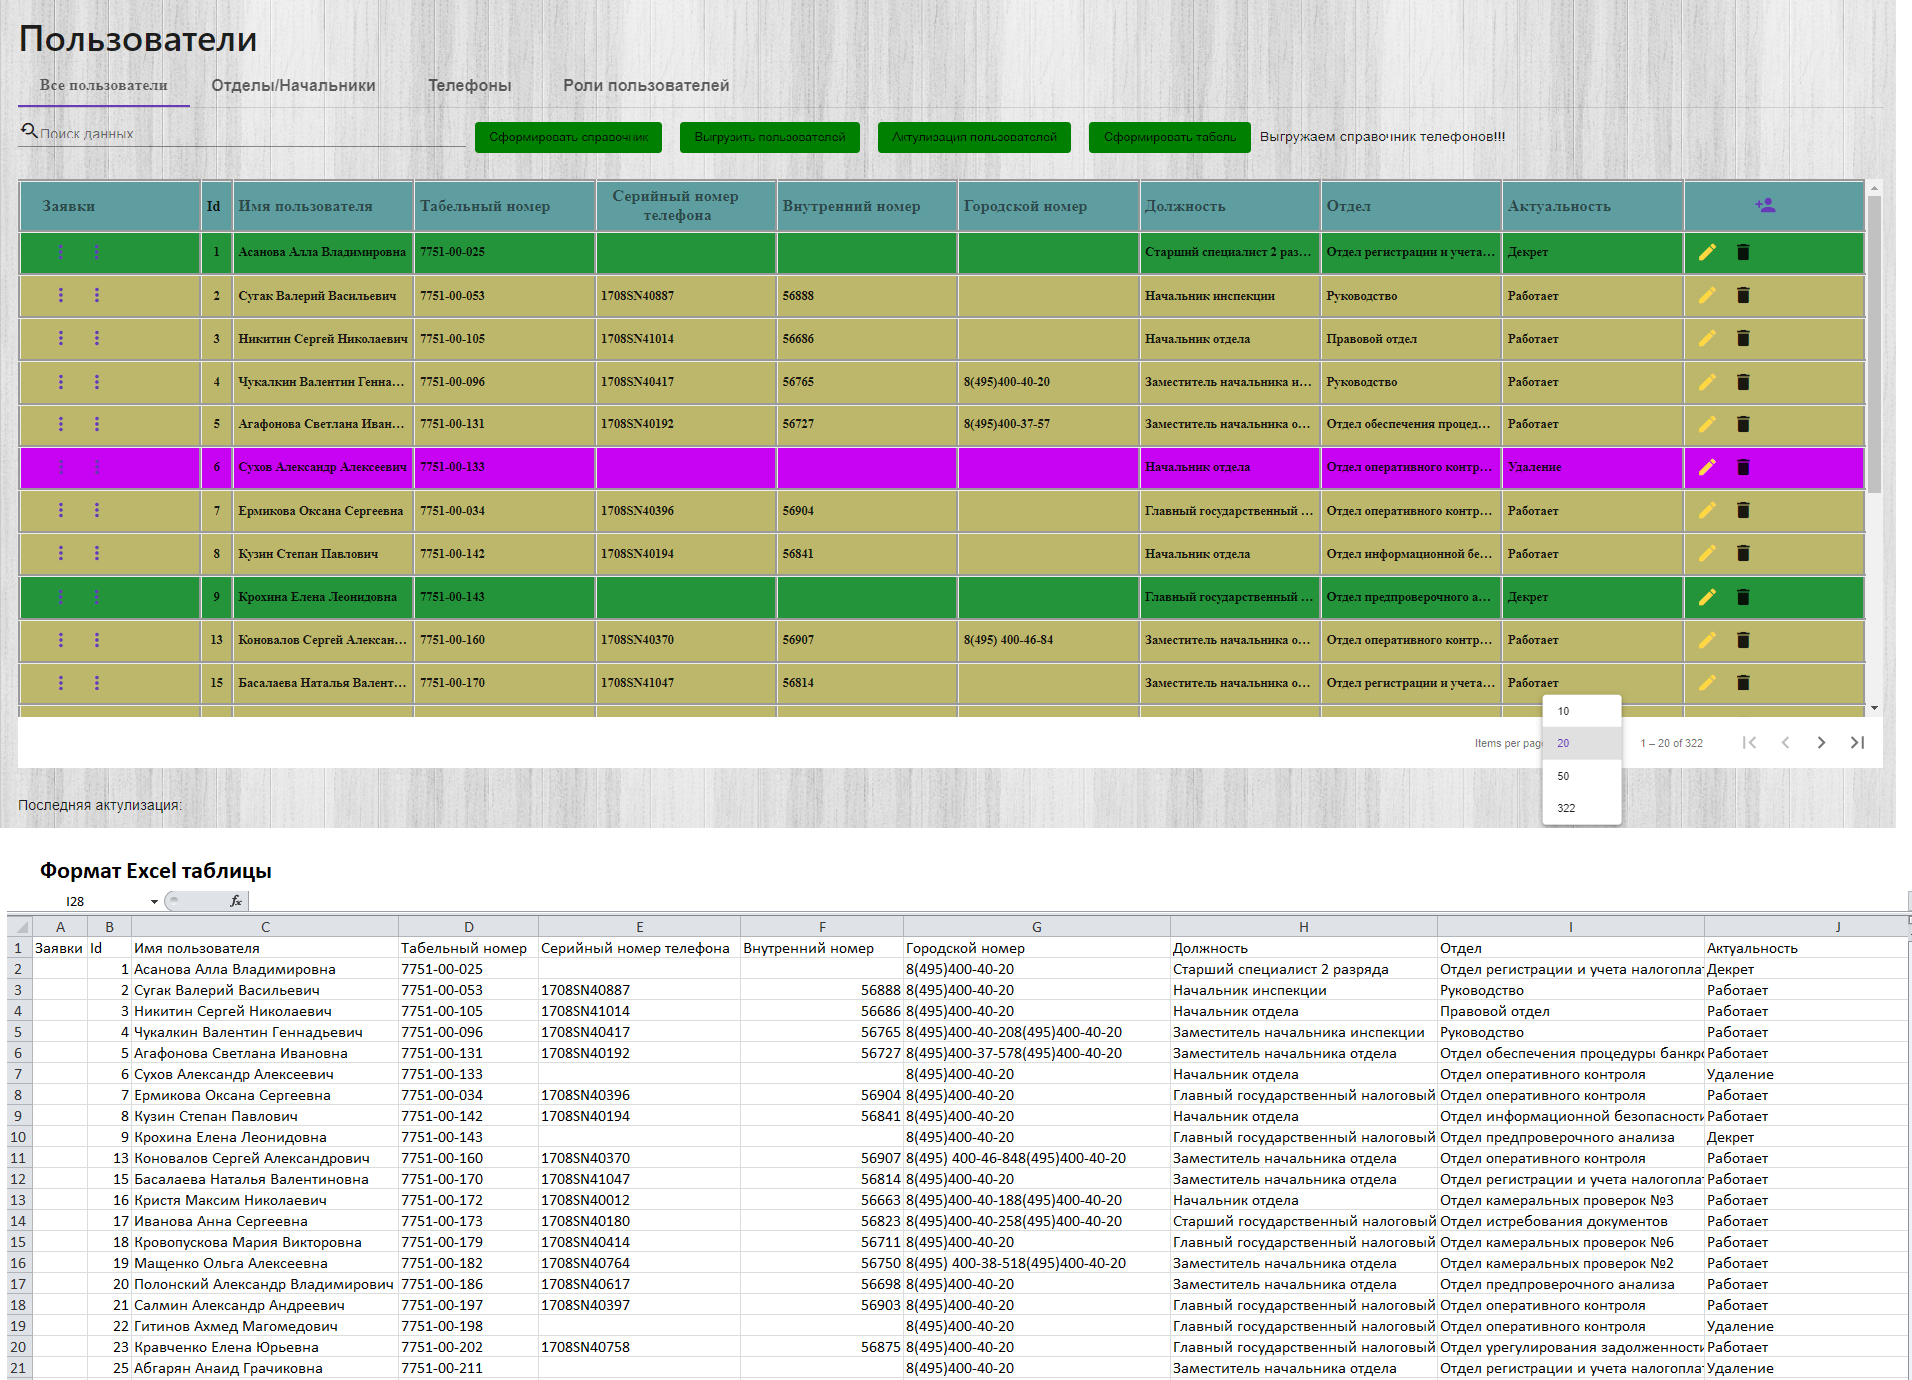 Пользователи
Все пользователи Отделы/Начальники Телефоны Роли пользователей
Поиск данных Сформировать справочник Выгрузить пользователей Актулизация пользователей Сформировать табель Выгружаем справочник телефонов!!!
Заявки Id Имя пользователя Табельный номер Серийный номер телефона Внутренний номер Городской номер Должность Отдел Актуальность
1 Асанова Алла Владимировна 7751-00-025 Старший специалист 2 раз... Отдел регистрации и учета... Декрет
2 Сугак Валерий Васильевич 7751-00-053 1708SN40887 56888 Начальник инспекции Руководство Работает
3 Никитин Сергей Николаевич 7751-00-105 1708SN41014 56686 Начальник отдела Правовой отдел Работает
4 Чукалкин Валентин Генна... 7751-00-096 1708SN40417 56765 8(495)400-40-20 Заместитель начальника и... Руководство Работает
5 Агафонова Светлана Иван... 7751-00-131 1708SN40192 56727 8(495)400-37-57 Заместитель начальника о... Отдел обеспечения процед... Работает
6 Сухов Александр Алексеевич 7751-00-133 Начальник отдела Отдел оперативного контр... Удаление
7 Ермикова Оксана Сергеевна 7751-00-034 1708SN40396 56904 Главный государственный ... Отдел оперативного контр... Работает
8 Кузин Степан Павлович 7751-00-142 1708SN40194 56841 Начальник отдела Отдел информационной бе... Работает
9 Крохина Елена Леонидовна 7751-00-143 Главный государственный ... Отдел предпроверочного а... Декрет
13 Коновалов Сергей Алексан... 7751-00-160 1708SN40370 56907 8(495) 400-46-84 Заместитель начальника о... Отдел оперативного контр... Работает
15 Басалаева Наталья Валент... 7751-00-170 1708SN41047 56814 Заместитель начальника о... Отдел регистрации и учета... Работает
10
Items per page 20 1 – 20 of 322
50
322
Последняя актулизация:
Формат Excel таблицы
I28 fx
A B C D E F G H I J
1 Заявки Id Имя пользователя Табельный номер Серийный номер телефона Внутренний номер Городской номер Должность Отдел Актуальность
2 1 Асанова Алла Владимировна 7751-00-025 8(495)400-40-20 Старший специалист 2 разряда Отдел регистрации и учета налогопла Декрет
3 2 Сугак Валерий Васильевич 7751-00-053 1708SN40887 56888 8(495)400-40-20 Начальник инспекции Руководство Работает
4 3 Никитин Сергей Николаевич 7751-00-105 1708SN41014 56686 8(495)400-40-20 Начальник отдела Правовой отдел Работает
5 4 Чукалкин Валентин Геннадьевич 7751-00-096 1708SN40417 56765 8(495)400-40-208(495)400-40-20 Заместитель начальника инспекции Руководство Работает
6 5 Агафонова Светлана Ивановна 7751-00-131 1708SN40192 56727 8(495)400-37-578(495)400-40-20 Заместитель начальника отдела Отдел обеспечения процедуры банкр Работает
7 6 Сухов Александр Алексеевич 7751-00-133 8(495)400-40-20 Начальник отдела Отдел оперативного контроля Удаление
8 7 Ермикова Оксана Сергеевна 7751-00-034 1708SN40396 56904 8(495)400-40-20 Главный государственный налоговый Отдел оперативного контроля Работает
9 8 Кузин Степан Павлович 7751-00-142 1708SN40194 56841 8(495)400-40-20 Начальник отдела Отдел информационной безопасности Работает
10 9 Крохина Елена Леонидовна 7751-00-143 8(495)400-40-20 Главный государственный налоговый Отдел предпроверочного анализа Декрет
11 13 Коновалов Сергей Александрович 7751-00-160 1708SN40370 56907 8(495) 400-46-848(495)400-40-20 Заместитель начальника отдела Отдел оперативного контроля Работает
12 15 Басалаева Наталья Валентиновна 7751-00-170 1708SN41047 56814 8(495)400-40-20 Заместитель начальника отдела Отдел регистрации и учета налогопла Работает
13 16 Кристя Максим Николаевич 7751-00-172 1708SN40012 56663 8(495)400-40-188(495)400-40-20 Начальник отдела Отдел камеральных проверок №3 Работает
14 17 Иванова Анна Сергеевна 7751-00-173 1708SN40180 56823 8(495)400-40-258(495)400-40-20 Старший государственный налоговый Отдел истребования документов Работает
15 18 Кровопускова Мария Викторовна 7751-00-179 1708SN40414 56711 8(495)400-40-20 Главный государственный налоговый Отдел камеральных проверок №6 Работает
16 19 Мащенко Ольга Алексеевна 7751-00-182 1708SN40764 56750 8(495) 400-38-518(495)400-40-20 Заместитель начальника отдела Отдел камеральных проверок №2 Работает
17 20 Полонский Александр Владимирович 7751-00-186 1708SN40617 56698 8(495)400-40-20 Заместитель начальника отдела Отдел предпроверочного анализа Работает
18 21 Салмин Александр Андреевич 7751-00-197 1708SN40397 56903 8(495)400-40-20 Главный государственный налоговый Отдел оперативного контроля Работает
19 22 Гитинов Ахмед Магомедович 7751-00-198 8(495)400-40-20 Главный государственный налоговый Отдел оперативного контроля Удаление
20 23 Кравченко Елена Юрьевна 7751-00-202 1708SN40758 56875 8(495)400-40-20 Главный государственный налоговый Отдел урегулирования задолженности Работает
21 25 Абгарян Анаид Грачиковна 7751-00-211 8(495)400-40-20 Заместитель начальника отдела Отдел регистрации и учета налогопла Удаление